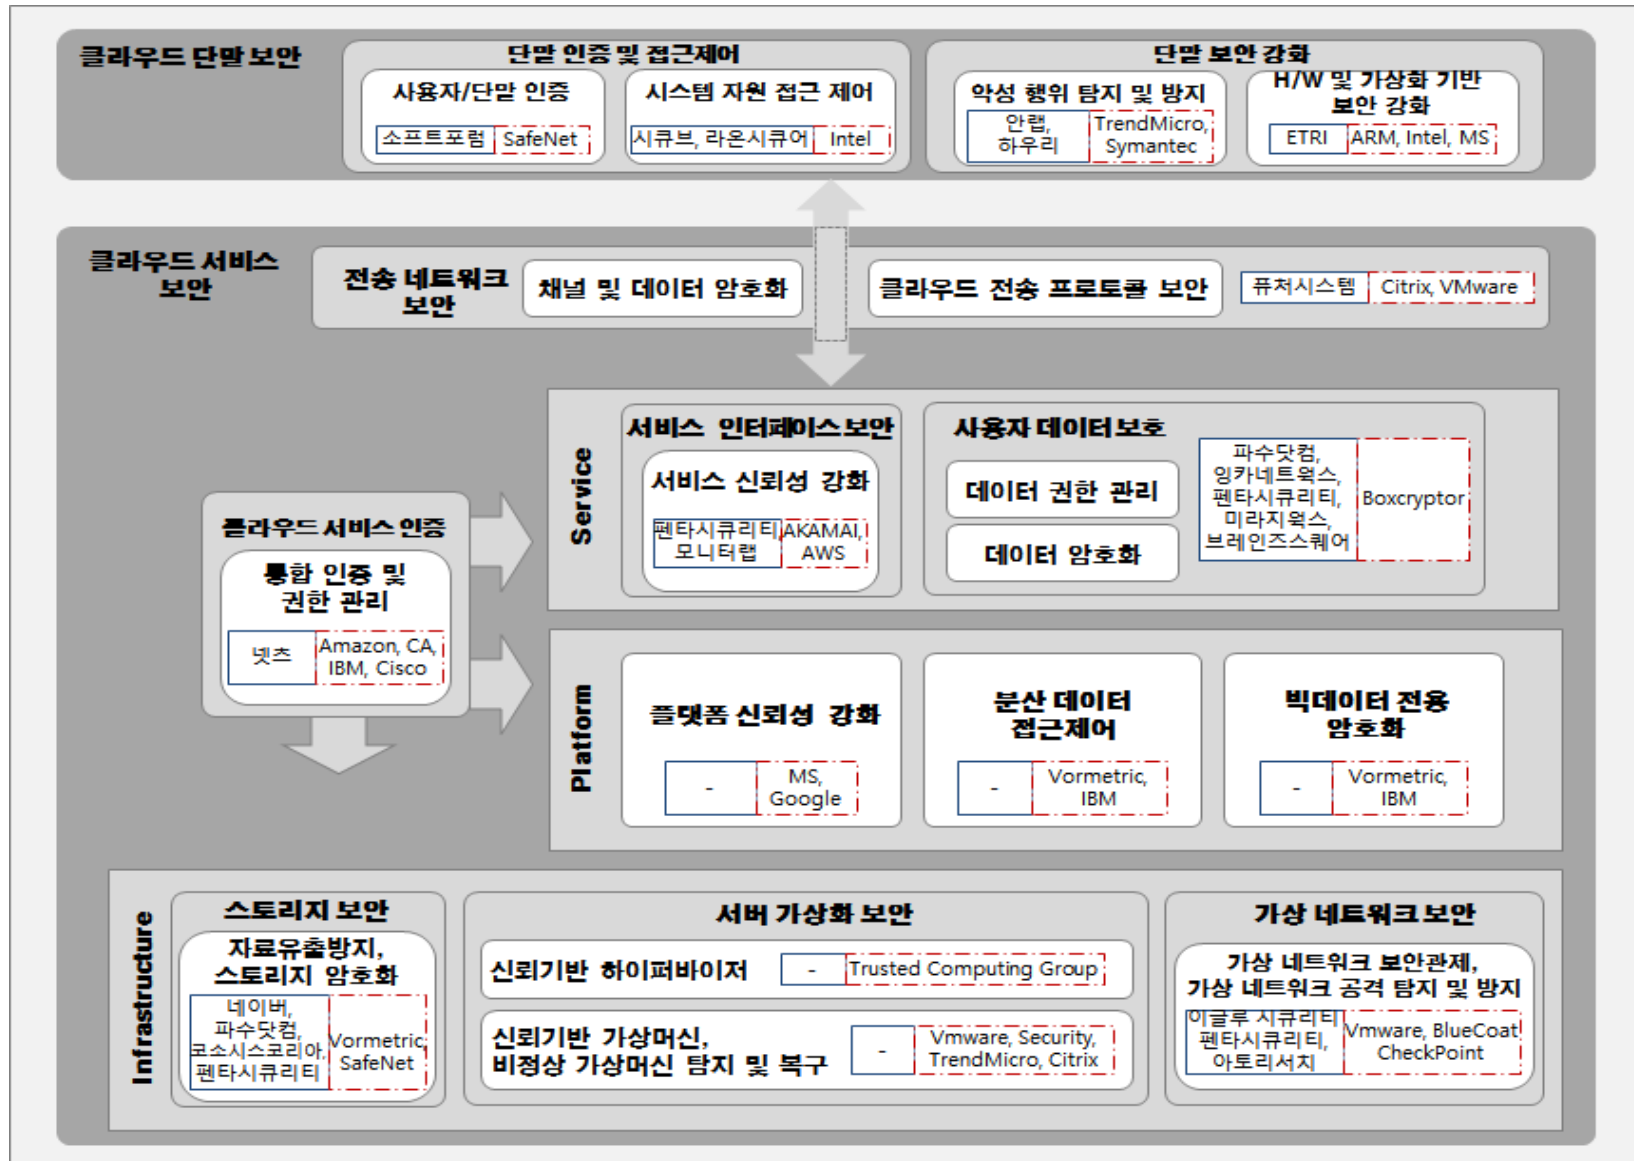 클라우드 단말 보안
단말 인증 및 접근제어
사용자/단말 인증
소프트포럼
SafeNet
시스템 자원 접근 제어
시큐브, 라온시큐어
Intel
단말 보안 강화
악성 행위 탐지 및 방지
안랩,
하우리
TrendMicro,
Symantec
H/W 및 가상화 기반
보안 강화
ETRI
ARM, Intel, MS
클라우드 서비스
보안
전송 네트워크
보안
채널 및 데이터 암호화
클라우드 전송 프로토콜 보안
퓨처시스템
Citrix, VMware
클라우드 서비스 인증
통합 인증 및
권한 관리
넷츠
Amazon, CA,
IBM, Cisco
Service
서비스 인터페이스 보안
서비스 신뢰성 강화
펜타시큐리티,
모니터랩
AKAMAI,
AWS
사용자 데이터 보호
데이터 권한 관리
데이터 암호화
파수닷컴,
잉카네트웍스,
펜타시큐리티,
미라지웍스,
브레인즈스퀘어
Boxcryptor
Platform
플랫폼 신뢰성 강화
-
MS,
Google
분산 데이터
접근제어
-
Vormetric,
IBM
빅데이터 전용
암호화
-
Vormetric,
IBM
Infrastructure
스토리지 보안
자료유출방지,
스토리지 암호화
네이버,
파수닷컴,
코소시스코리아,
펜타시큐리티
Vormetric,
SafeNet
서버 가상화 보안
신뢰기반 하이퍼바이저
-
Trusted Computing Group
신뢰기반 가상머신,
비정상 가상머신 탐지 및 복구
-
Vmware, Security,
TrendMicro, Citrix
가상 네트워크 보안
가상 네트워크 보안관제,
가상 네트워크 공격 탐지 및 방지
이글루 시큐리티
펜타시큐리티,
아토리서치
Vmware, BlueCoat
CheckPoint